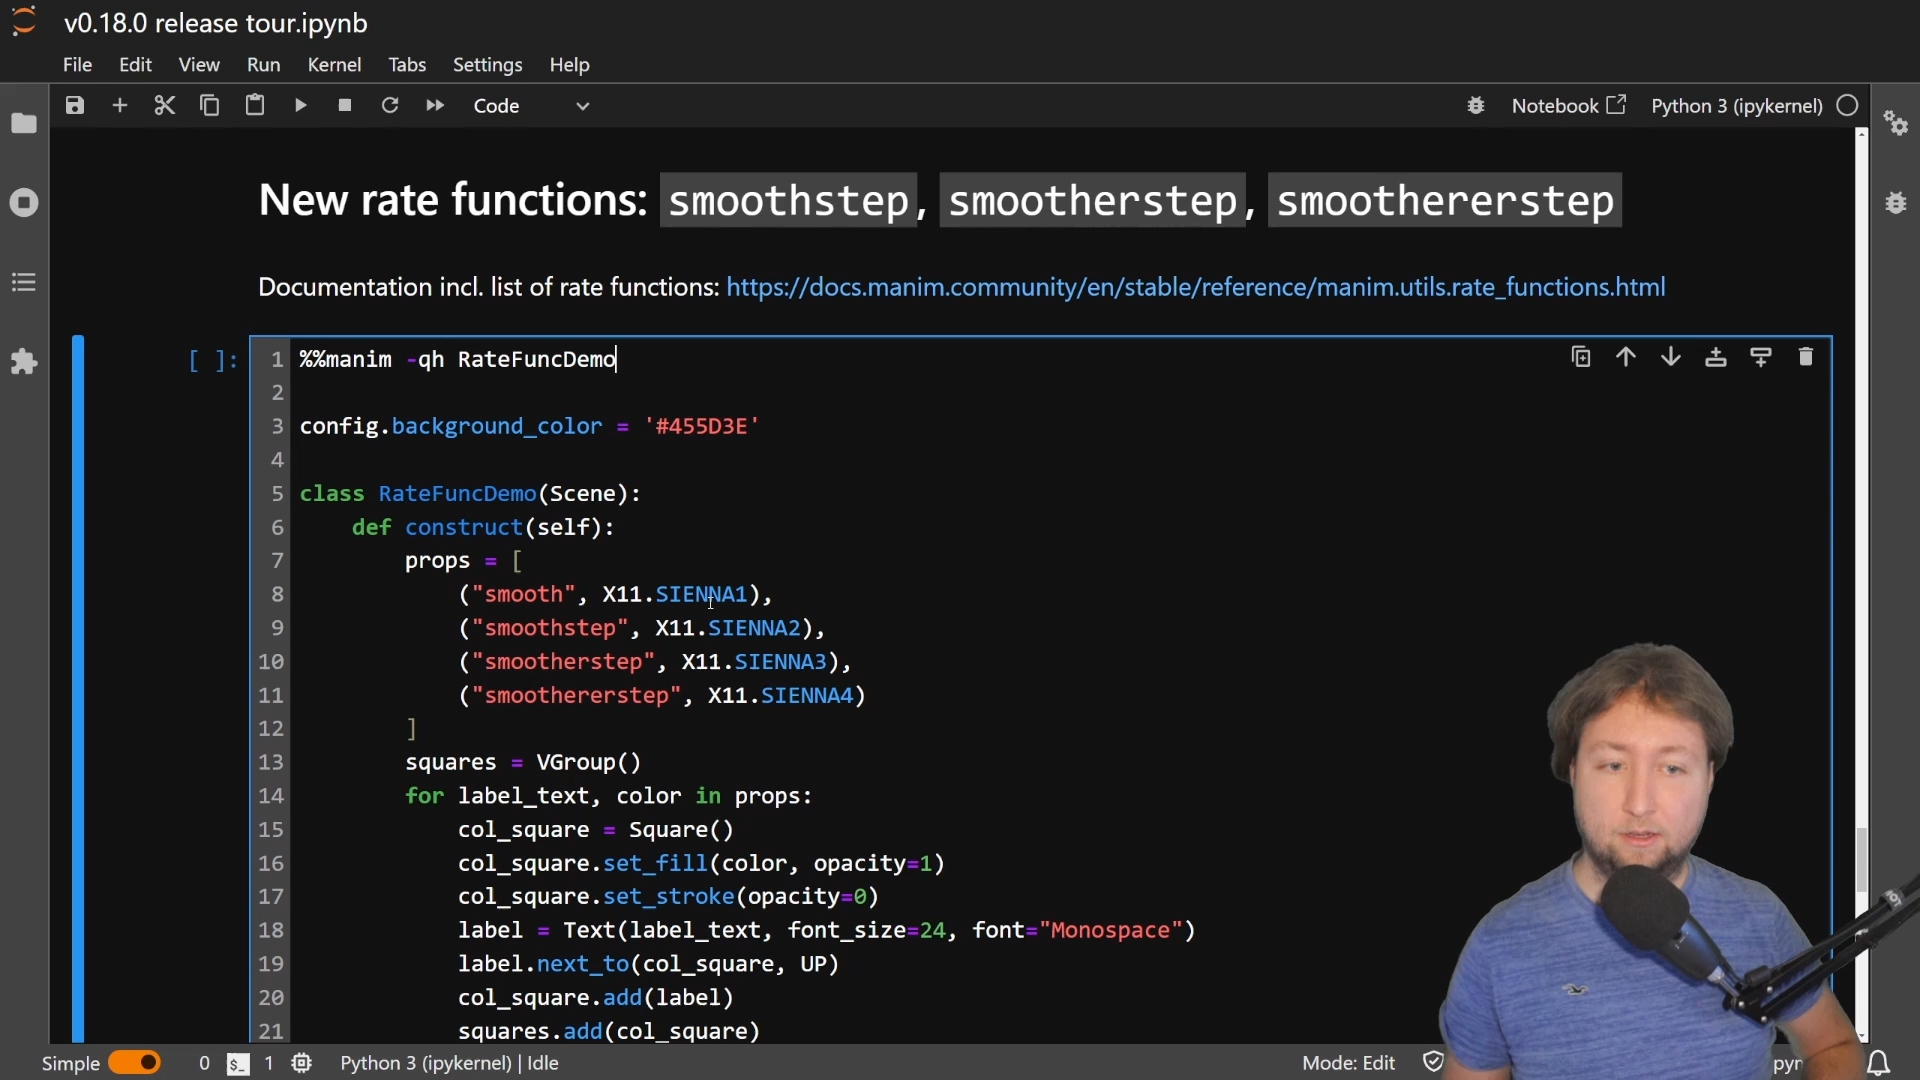 v0.18.0 release tour.ipynb
File Edit View Run Kernel Tabs Settings Help
Code Notebook Python 3 (ipykernel)
New rate functions: smoothstep, smootherstep, smoothererstep
Documentation incl. list of rate functions: https://docs.manim.community/en/stable/reference/manim.utils.rate_functions.html
[ ]:
1 %%manim -qh RateFuncDemo
2
3 config.background_color = '#455D3E'
4
5 class RateFuncDemo(Scene):
6 def construct(self):
7 props = [
8 ("smooth", X11.SIENNA1),
9 ("smoothstep", X11.SIENNA2),
10 ("smootherstep", X11.SIENNA3),
11 ("smoothererstep", X11.SIENNA4)
12 ]
13 squares = VGroup()
14 for label_text, color in props:
15 col_square = Square()
16 col_square.set_fill(color, opacity=1)
17 col_square.set_stroke(opacity=0)
18 label = Text(label_text, font_size=24, font="Monospace")
19 label.next_to(col_square, UP)
20 col_square.add(label)
21 squares.add(col_square)
Simple 0 $_ 1 Python 3 (ipykernel) | Idle Mode: Edit